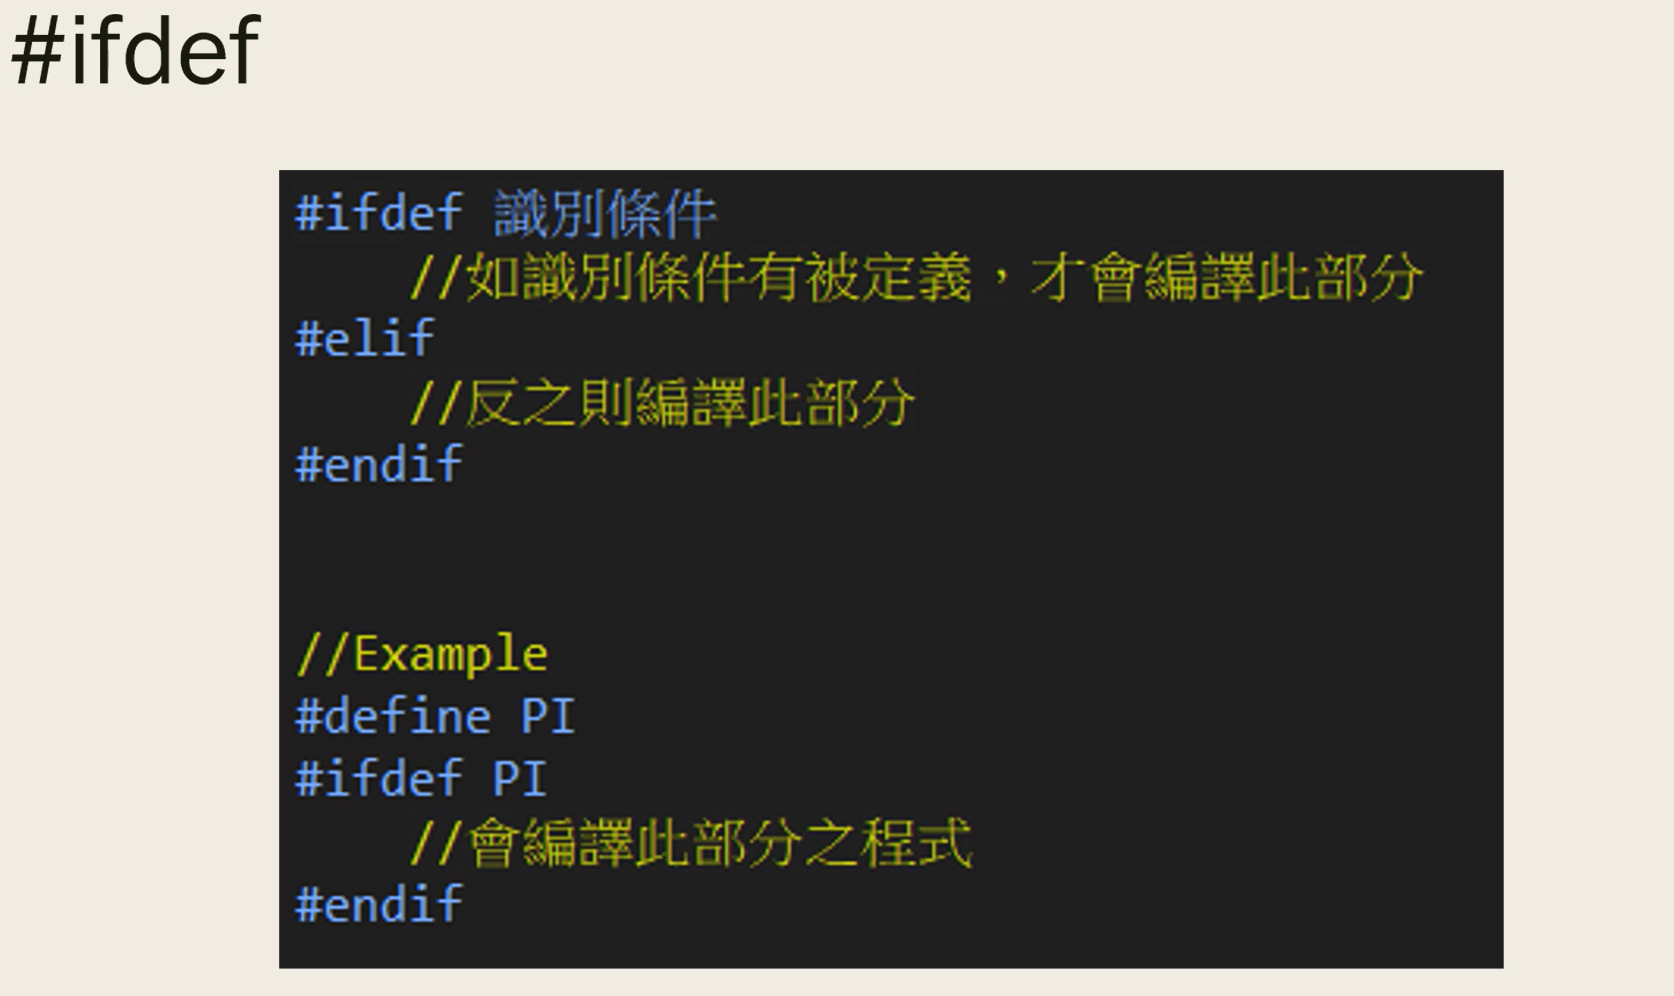 #ifdef
#ifdef 識別條件
//如識別條件有被定義，才會編譯此部分
#elif
//反之則編譯此部分
#endif
//Example
#define PI
#ifdef PI
//會編譯此部分之程式
#endif